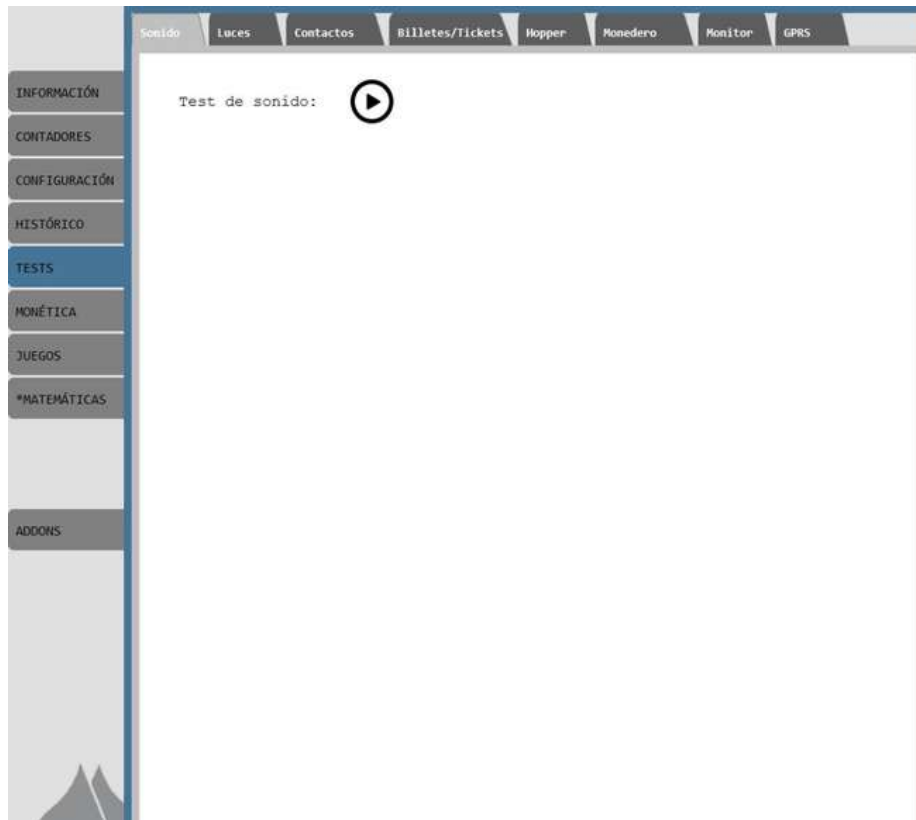 Sonido Luces Contactos Billetes/Tickets Hopper Monedero Monitor GPRS
INFORMACIÓN
CONTADORES
CONFIGURACIÓN
HISTÓRICO
TESTS
MONÉTICA
JUEGOS
*MATEMÁTICAS
ADDONS
Test de sonido: